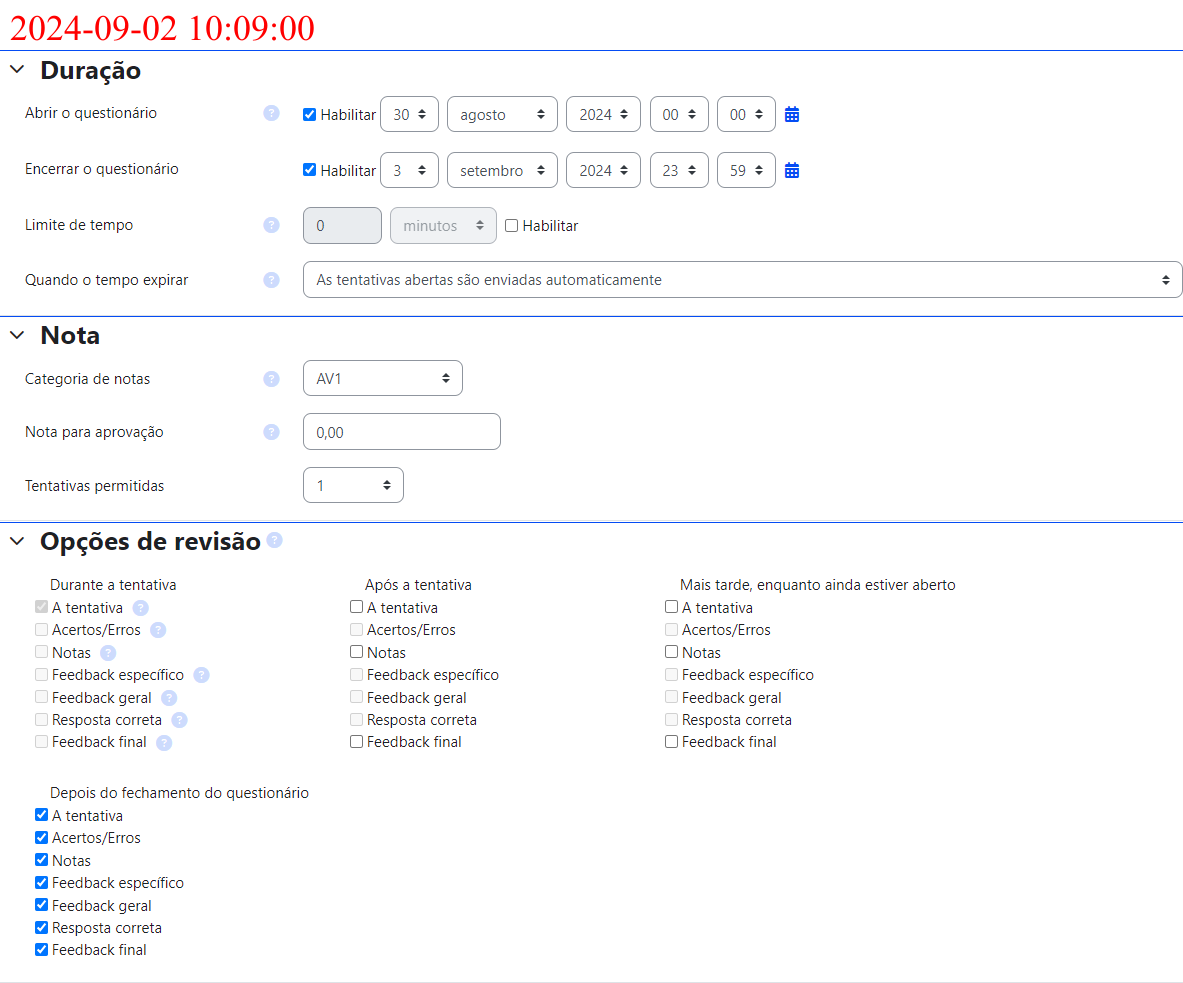 2024-09-02 10:09:00
Duração
Abrir o questionário ? Habilitar 30 agosto 2024 00 00
Encerrar o questionário Habilitar 3 setembro 2024 23 59
Limite de tempo ? 0 minutos Habilitar
Quando o tempo expirar ? As tentativas abertas são enviadas automaticamente
Nota
Categoria de notas ? AV1
Nota para aprovação ? 0,00
Tentativas permitidas 1
Opções de revisão ?
Durante a tentativa
A tentativa ?
Acertos/Erros ?
Notas ?
Feedback específico ?
Feedback geral ?
Resposta correta ?
Feedback final ?
Após a tentativa
A tentativa
Acertos/Erros
Notas
Feedback específico
Feedback geral
Resposta correta
Feedback final
Mais tarde, enquanto ainda estiver aberto
A tentativa
Acertos/Erros
Notas
Feedback específico
Feedback geral
Resposta correta
Feedback final
Depois do fechamento do questionário
A tentativa
Acertos/Erros
Notas
Feedback específico
Feedback geral
Resposta correta
Feedback final